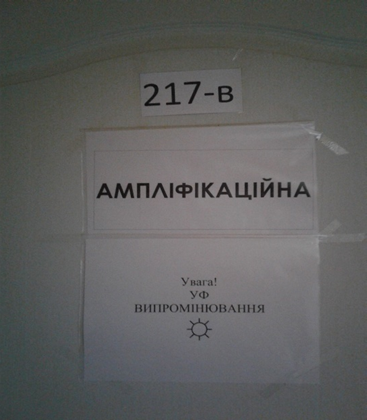 217-в
АМПЛІФІКАЦІЙНА
Увага!
УФ
ВИПРОМІНЮВАННЯ